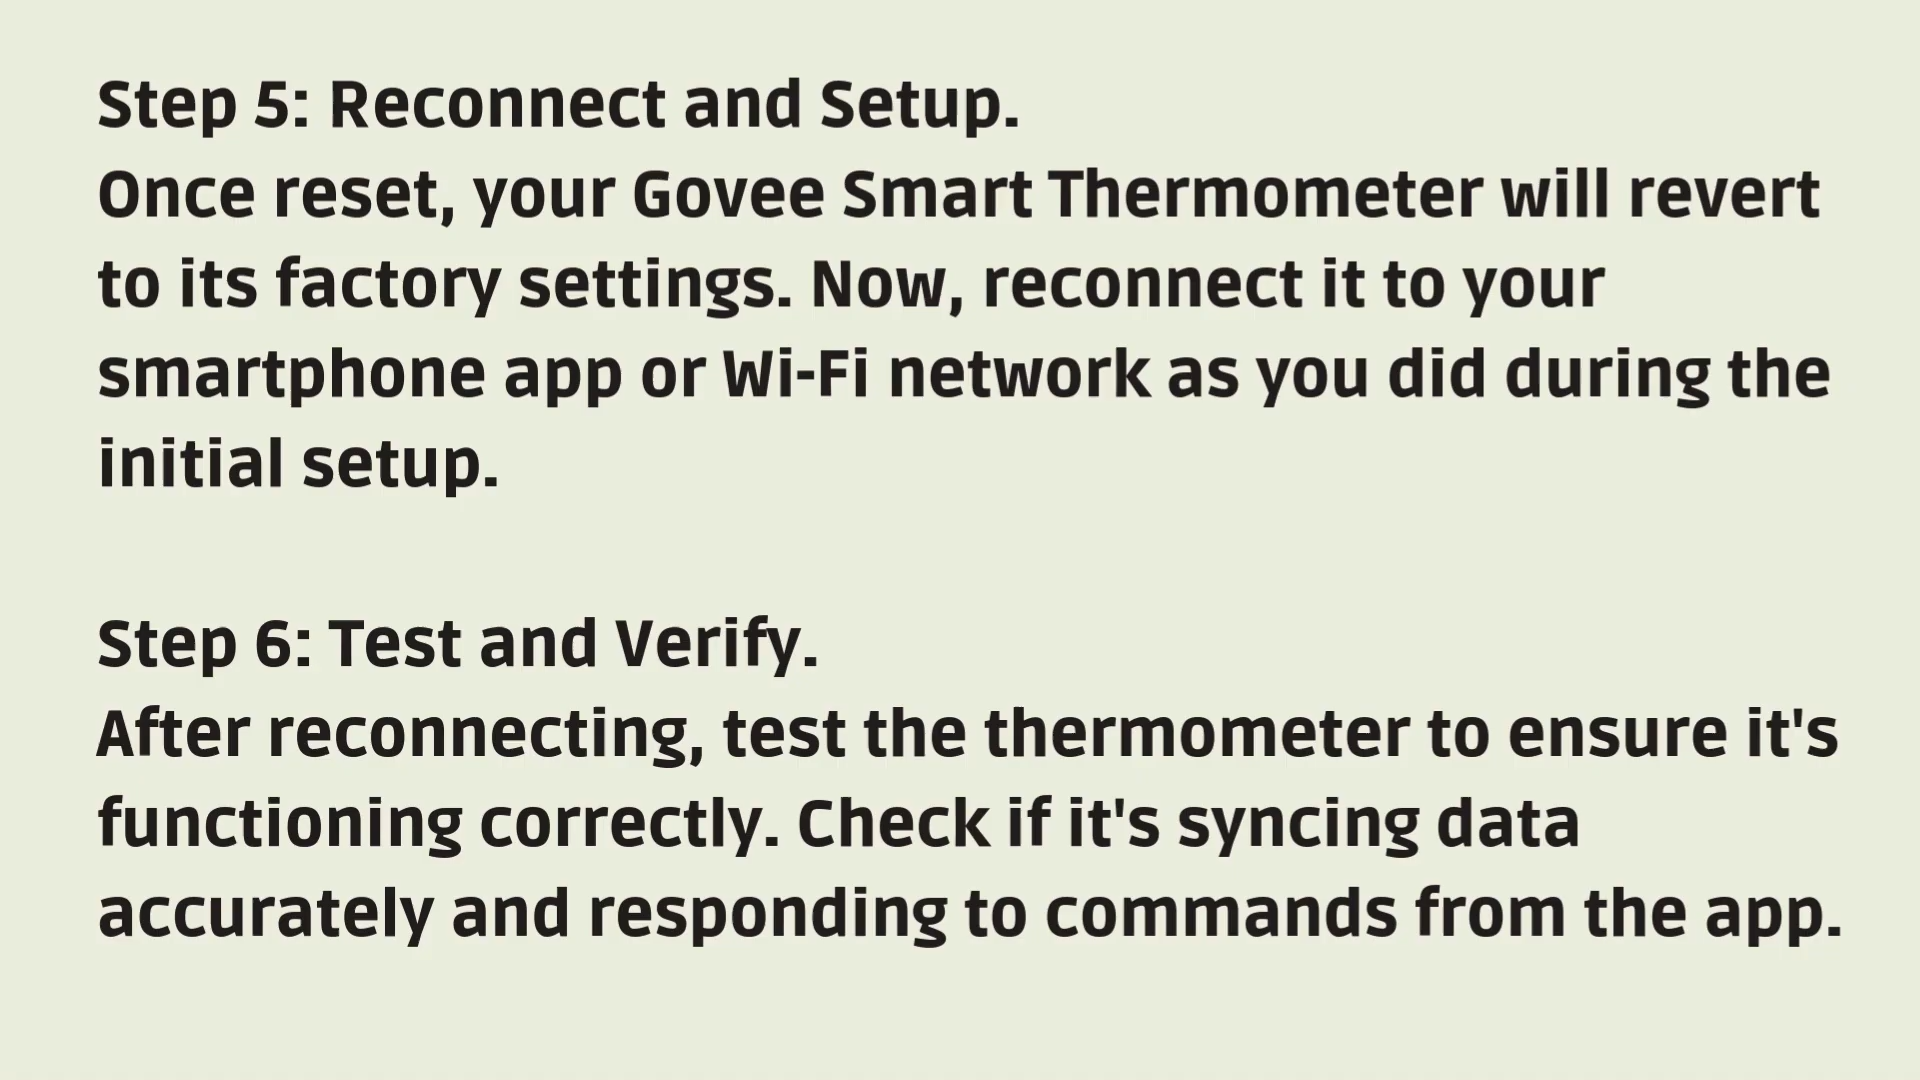 Step 5: Reconnect and Setup.
Once reset, your Govee Smart Thermometer will revert
to its factory settings. Now, reconnect it to your
smartphone app or Wi-Fi network as you did during the
initial setup.
Step 6: Test and Verify.
After reconnecting, test the thermometer to ensure it's
functioning correctly. Check if it's syncing data
accurately and responding to commands from the app.